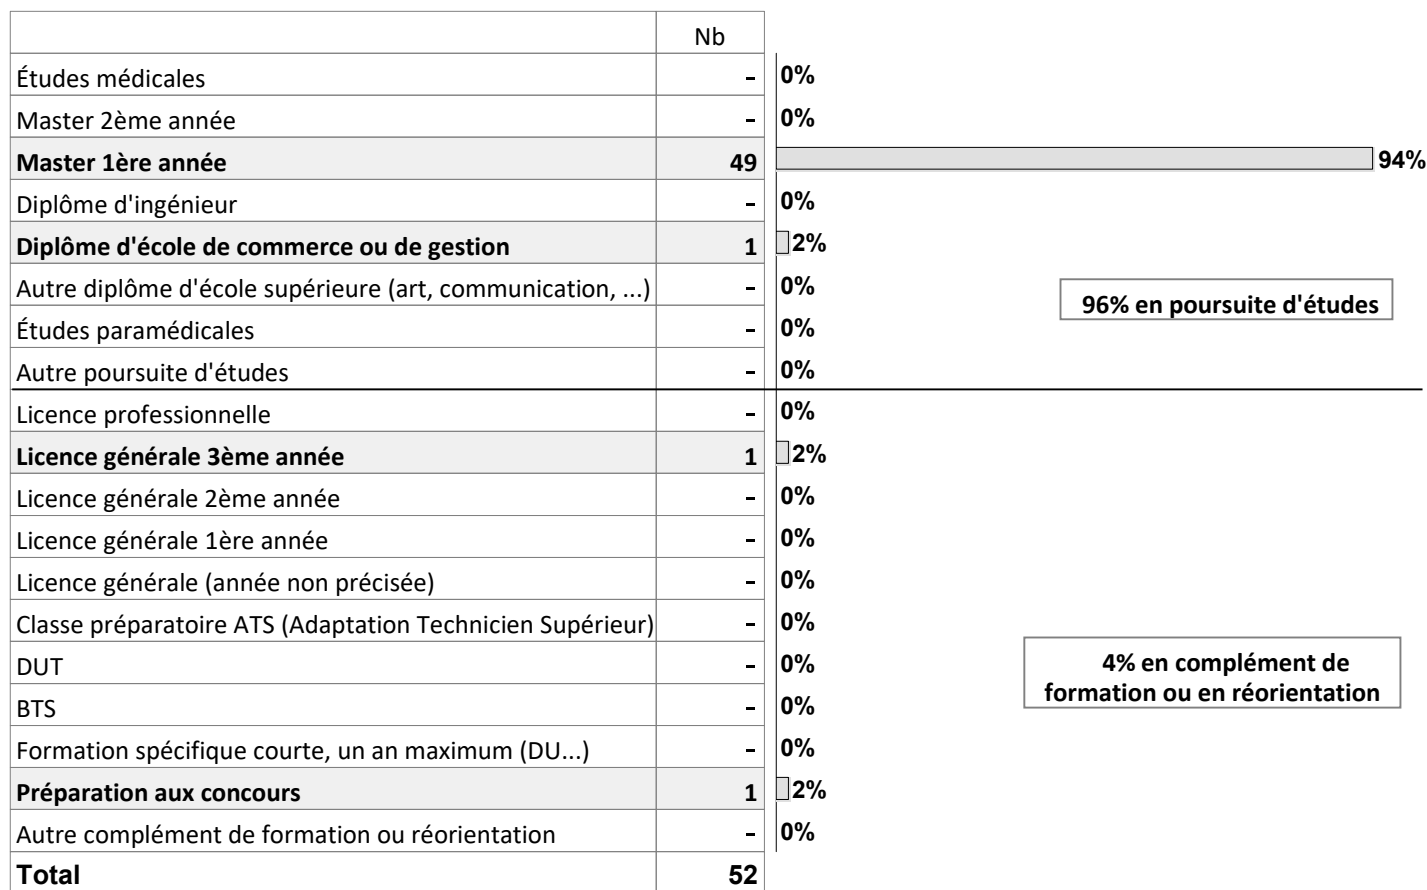 Nb
Études médicales - 0%
Master 2ème année - 0%
Master 1ère année 49 94%
Diplôme d'ingénieur - 0%
Diplôme d'école de commerce ou de gestion 1 2%
Autre diplôme d'école supérieure (art, communication, ...) - 0%
96% en poursuite d'études
Études paramédicales - 0%
Autre poursuite d'études - 0%
Licence professionnelle - 0%
Licence générale 3ème année 1 2%
Licence générale 2ème année - 0%
Licence générale 1ère année - 0%
Licence générale (année non précisée) - 0%
Classe préparatoire ATS (Adaptation Technicien Supérieur) - 0%
DUT - 0%
4% en complément de
formation ou en réorientation
BTS - 0%
Formation spécifique courte, un an maximum (DU...) - 0%
Préparation aux concours 1 2%
Autre complément de formation ou réorientation - 0%
Total 52